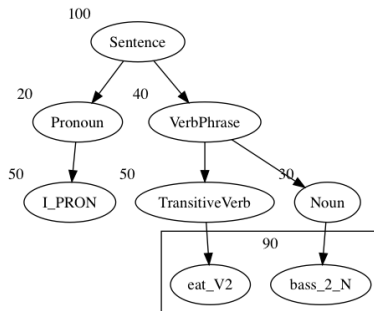 100
Sentence
20 40
Pronoun VerbPhrase
50 50 30
I_PRON TransitiveVerb Noun
90
eat_V2 bass_2_N